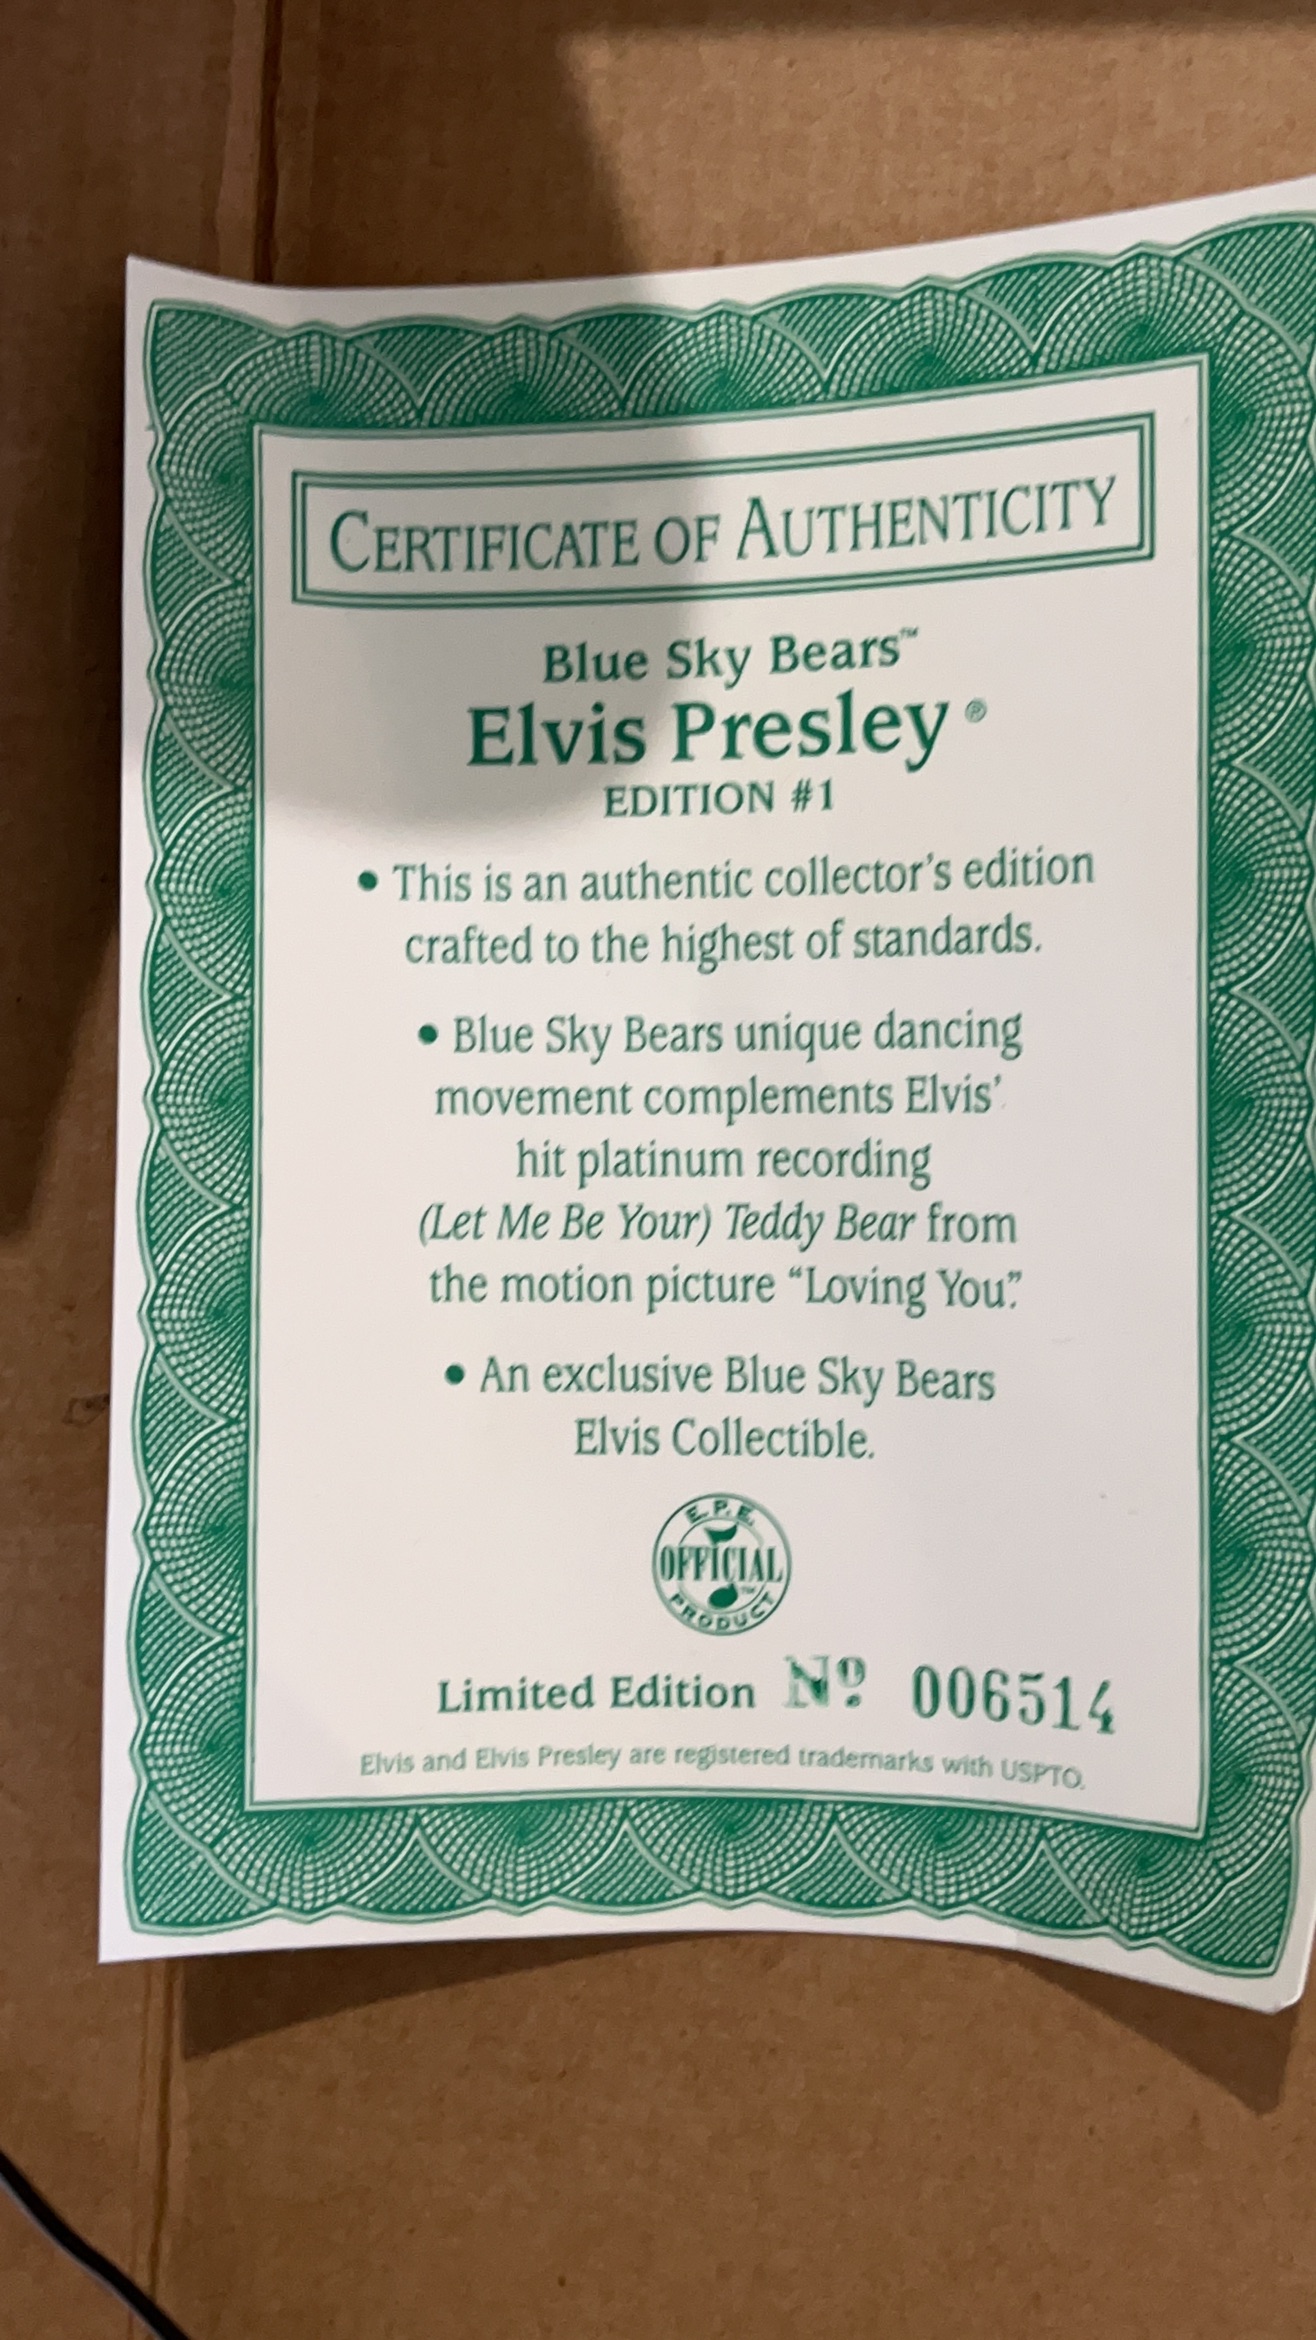 CERTIFICATE OF AUTHENTICITY
Blue Sky Bears™
Elvis Presley®
EDITION #1
• This is an authentic collector's edition
crafted to the highest of standards.
• Blue Sky Bears unique dancing
movement complements Elvis'
hit platinum recording
(Let Me Be Your) Teddy Bear from
the motion picture “Loving You”.
• An exclusive Blue Sky Bears
Elvis Collectible.
E.P.E.
OFFICIAL
PRODUCT™
Limited Edition Nº 006514
Elvis and Elvis Presley are registered trademarks with USPTO.